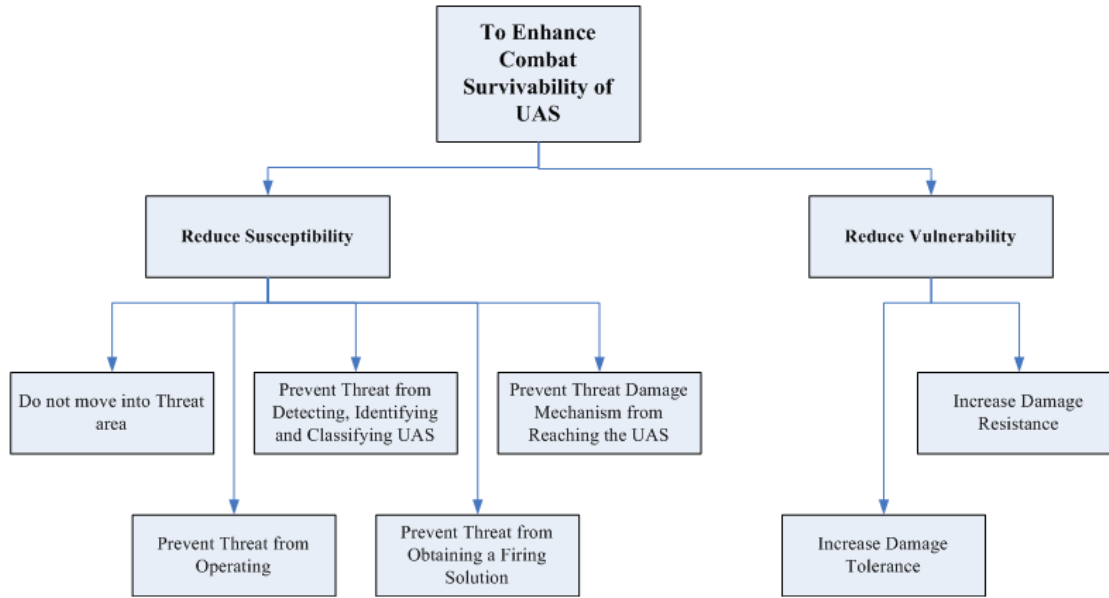 To Enhance
Combat
Survivability of
UAS
Reduce Susceptibility
Reduce Vulnerability
Do not move into Threat
area
Prevent Threat from
Detecting, Identifying
and Classifying UAS
Prevent Threat Damage
Mechanism from
Reaching the UAS
Increase Damage
Resistance
Prevent Threat from
Operating
Prevent Threat from
Obtaining a Firing
Solution
Increase Damage
Tolerance